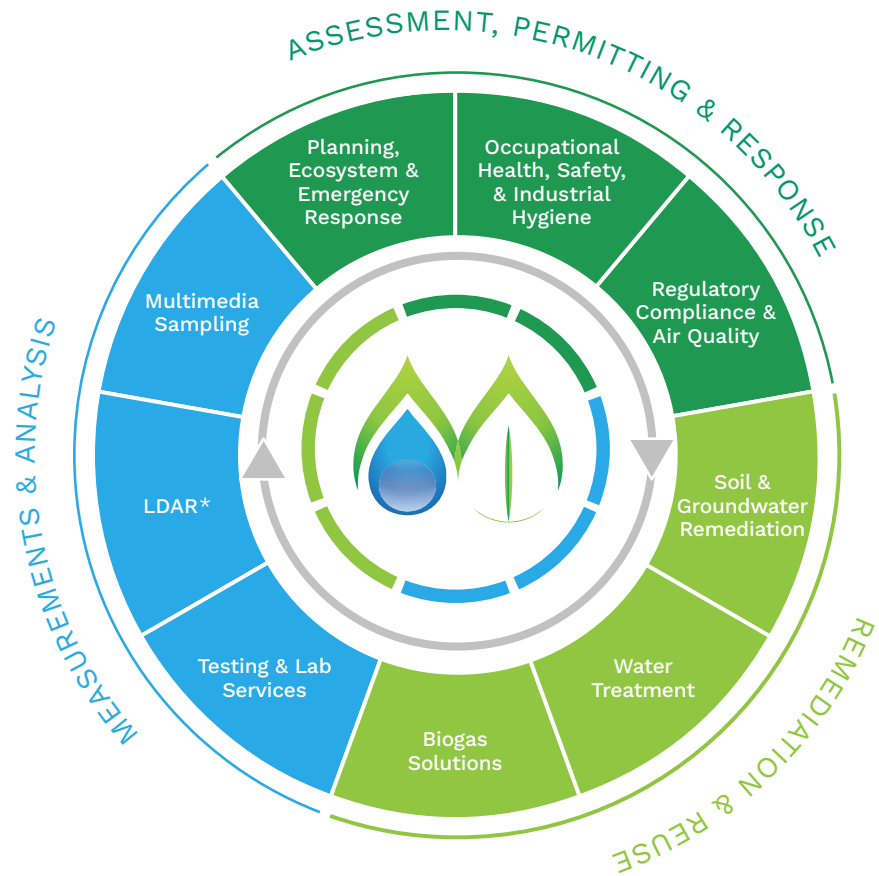 ASSESSMENT, PERMITTING & RESPONSE
Planning,
Ecosystem &
Emergency
Response
Occupational
Health, Safety,
& Industrial
Hygiene
Regulatory
Compliance &
Air Quality
REMEDIATION & REUSE
Soil &
Groundwater
Remediation
Water
Treatment
Biogas
Solutions
MEASUREMENTS & ANALYSIS
Testing & Lab
Services
LDAR*
Multimedia
Sampling